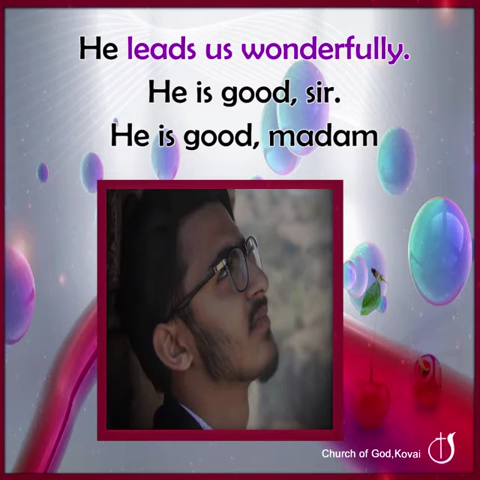 He leads us wonderfully.
He is good, sir.
He is good, madam
Church of God,Kovai